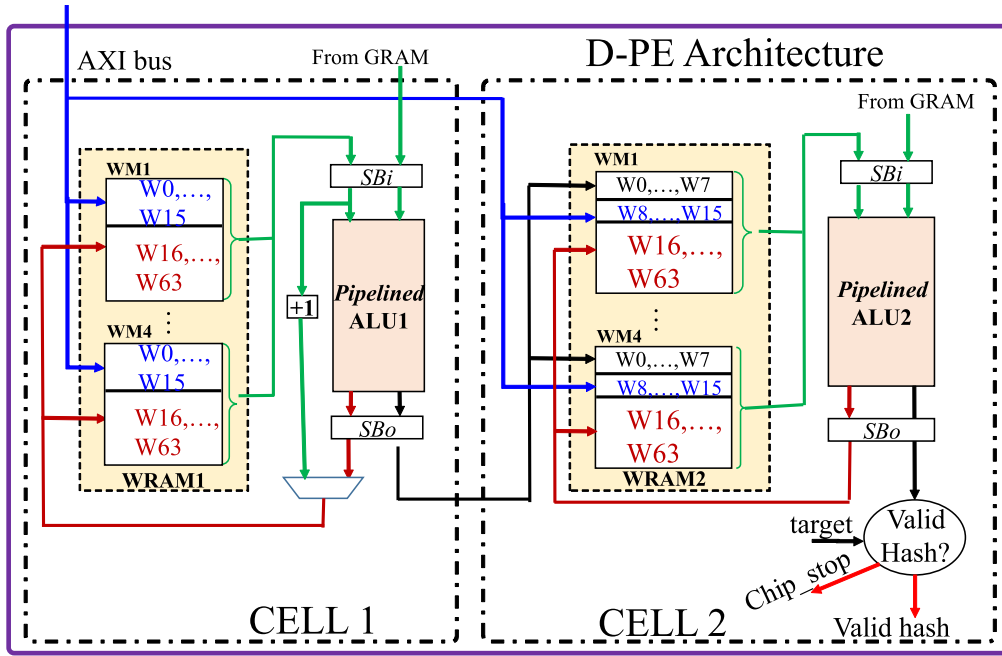 D-PE Architecture
AXI bus
From GRAM
WM1
W0,...,
W15
W16,...,
W63
⋮
WM4
W0,...,
W15
W16,...,
W63
WRAM1
SBi
+1
Pipelined
ALU1
SBo
CELL 1
From GRAM
WM1
W0,...,W7
W8,...,W15
W16,...,
W63
⋮
WM4
W0,...,W7
W8,...,W15
W16,...,
W63
WRAM2
SBi
Pipelined
ALU2
SBo
target
Valid
Hash?
Chip_stop
Valid hash
CELL 2